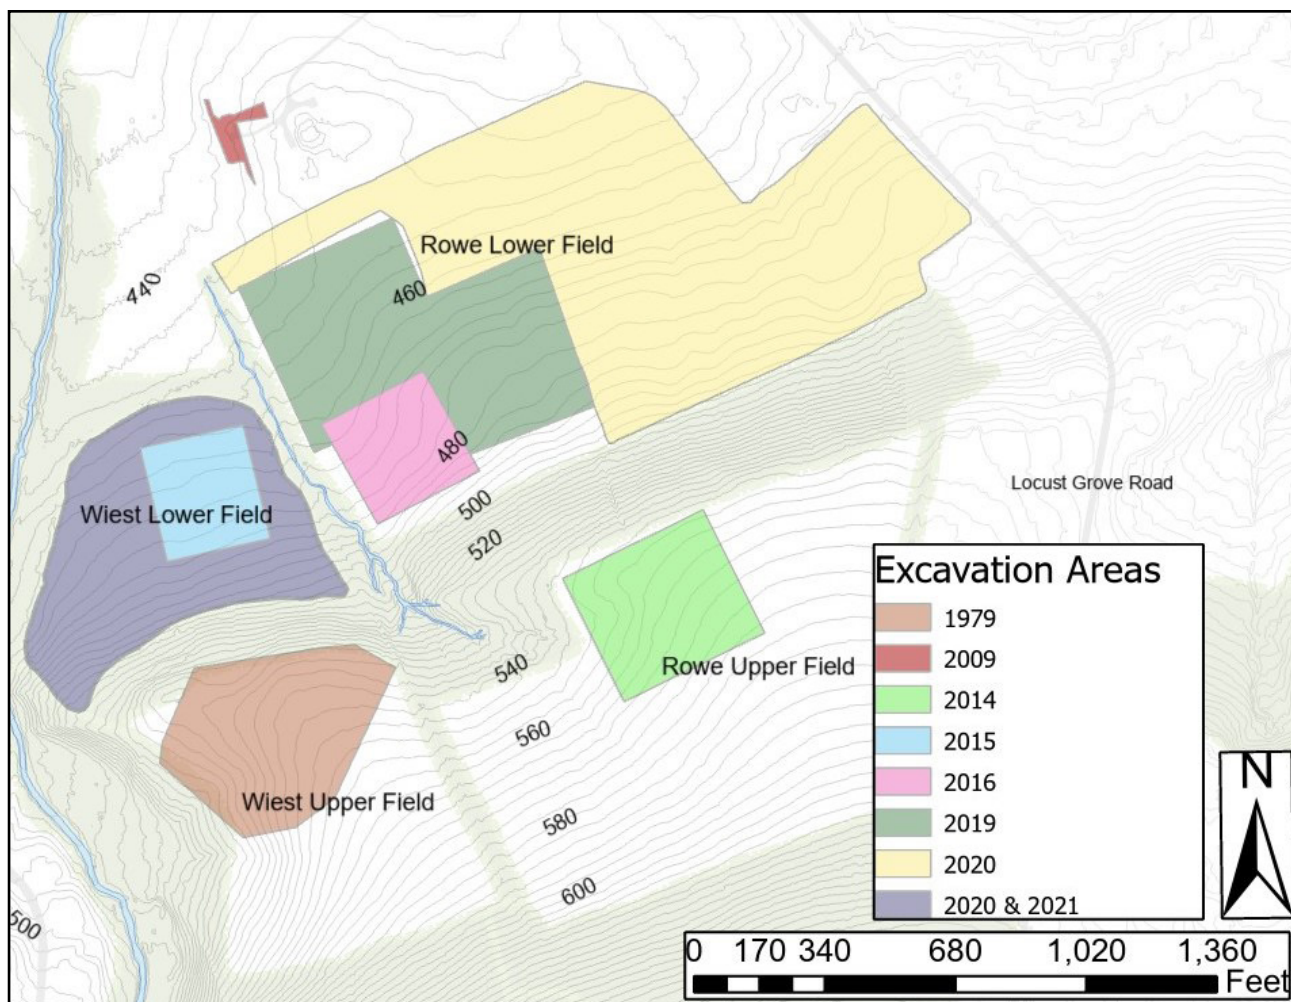 Rowe Lower Field
440
460
480
500
520
Wiest Lower Field
Locust Grove Road
Rowe Upper Field
540
560
Wiest Upper Field
580
600
500
Excavation Areas
1979
2009
2014
2015
2016
2019
2020
2020 & 2021
N
0 170 340 680 1,020 1,360
Feet